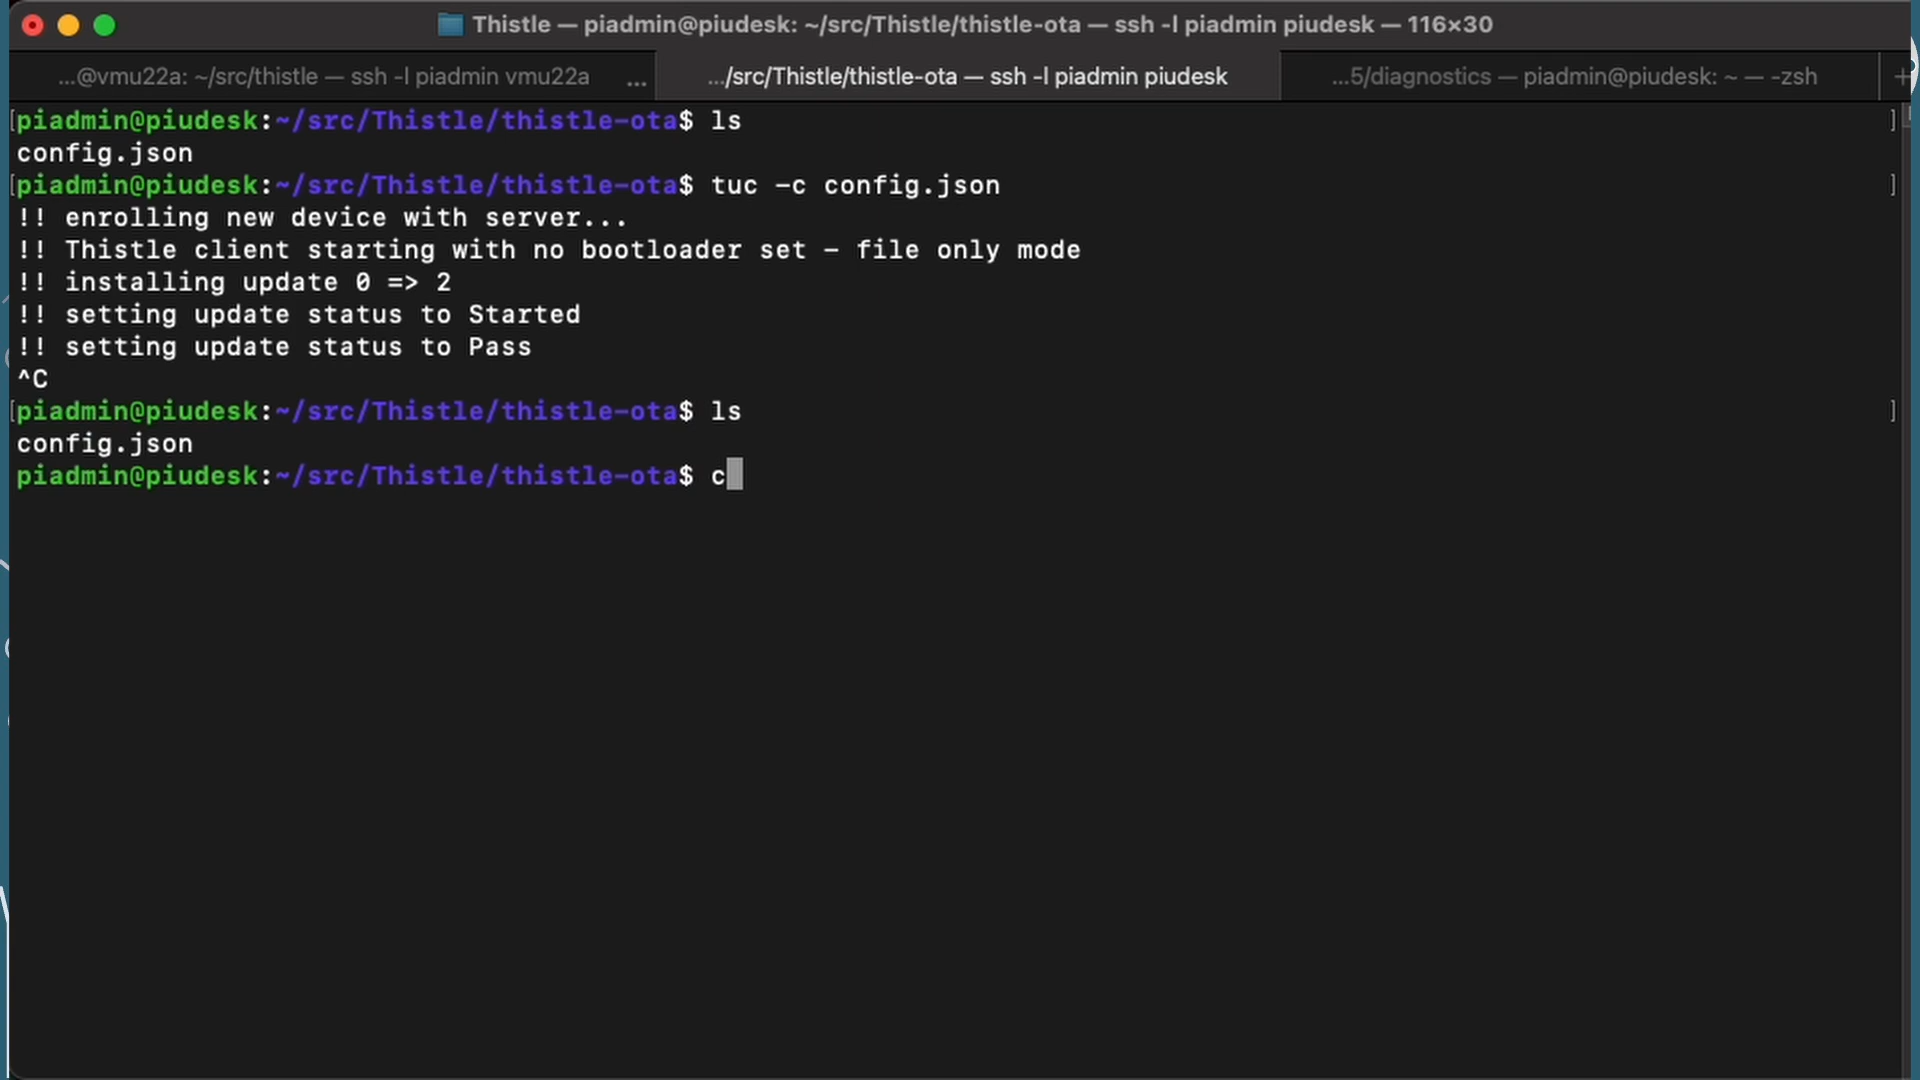 Thistle — piadmin@piudesk: ~/src/Thistle/thistle-ota — ssh -l piadmin piudesk — 116×30
...@vmu22a: ~/src/thistle — ssh -l piadmin vmu22a ...
.../src/Thistle/thistle-ota — ssh -l piadmin piudesk
...5/diagnostics — piadmin@piudesk: ~ — -zsh
+
[piadmin@piudesk:~/src/Thistle/thistle-ota$ ls ]
config.json
[piadmin@piudesk:~/src/Thistle/thistle-ota$ tuc -c config.json ]
!! enrolling new device with server...
!! Thistle client starting with no bootloader set - file only mode
!! installing update 0 => 2
!! setting update status to Started
!! setting update status to Pass
^C
[piadmin@piudesk:~/src/Thistle/thistle-ota$ ls ]
config.json
piadmin@piudesk:~/src/Thistle/thistle-ota$ c